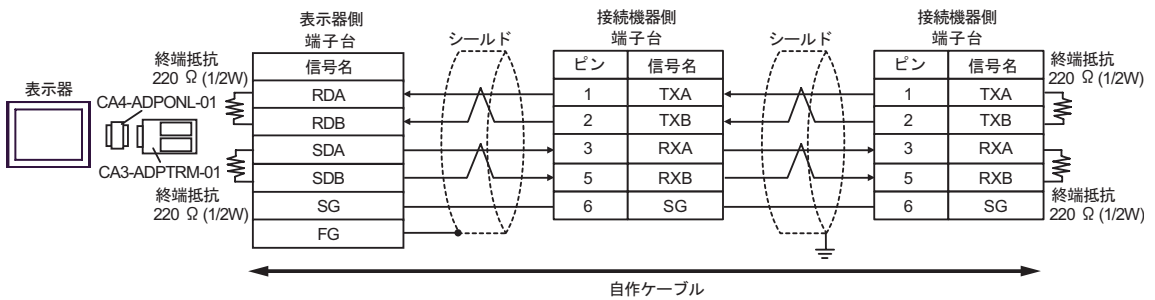 表示器
CA4-ADPONL-01
CA3-ADPTRM-01
終端抵抗
220 Ω (1/2W)
終端抵抗
220 Ω (1/2W)
表示器側
端子台
信号名
RDA
RDB
SDA
SDB
SG
FG
シールド
接続機器側
端子台
ピン 信号名
1 TXA
2 TXB
3 RXA
5 RXB
6 SG
シールド
接続機器側
端子台
ピン 信号名
1 TXA
2 TXB
3 RXA
5 RXB
6 SG
終端抵抗
220 Ω (1/2W)
終端抵抗
220 Ω (1/2W)
自作ケーブル